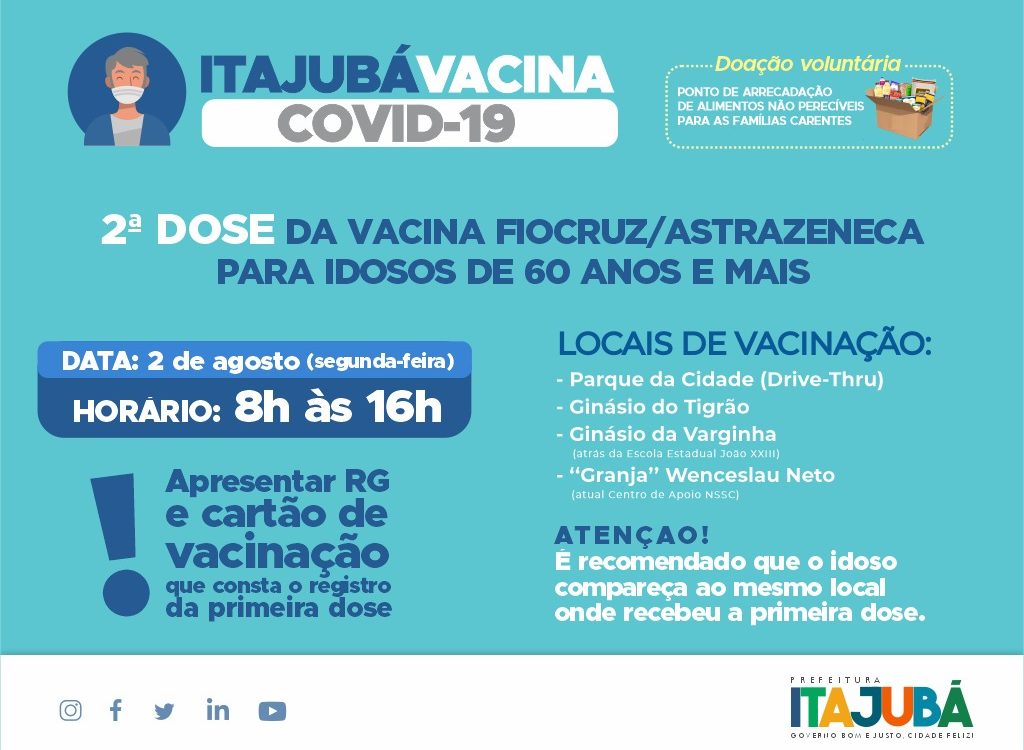 ITAJUBÁVACINA
COVID-19
Doação voluntária
PONTO DE ARRECADAÇÃO
DE ALIMENTOS NÃO PERECÍVEIS
PARA AS FAMÍLIAS CARENTES
2ª DOSE DA VACINA FIOCRUZ/ASTRAZENECA
PARA IDOSOS DE 60 ANOS E MAIS
DATA: 2 de agosto (segunda-feira)
HORÁRIO: 8h às 16h
! Apresentar RG
e cartão de
vacinação
que consta o registro
da primeira dose
LOCAIS DE VACINAÇÃO:
- Parque da Cidade (Drive-Thru)
- Ginásio do Tigrão
- Ginásio da Varginha
(atrás da Escola Estadual João XXIII)
- “Granja” Wenceslau Neto
(atual Centro de Apoio NSSC)
ATENÇAO!
É recomendado que o idoso
compareça ao mesmo local
onde recebeu a primeira dose.
PREFEITURA
ITAJUBÁ
GOVERNO BOM E JUSTO, CIDADE FELIZ!